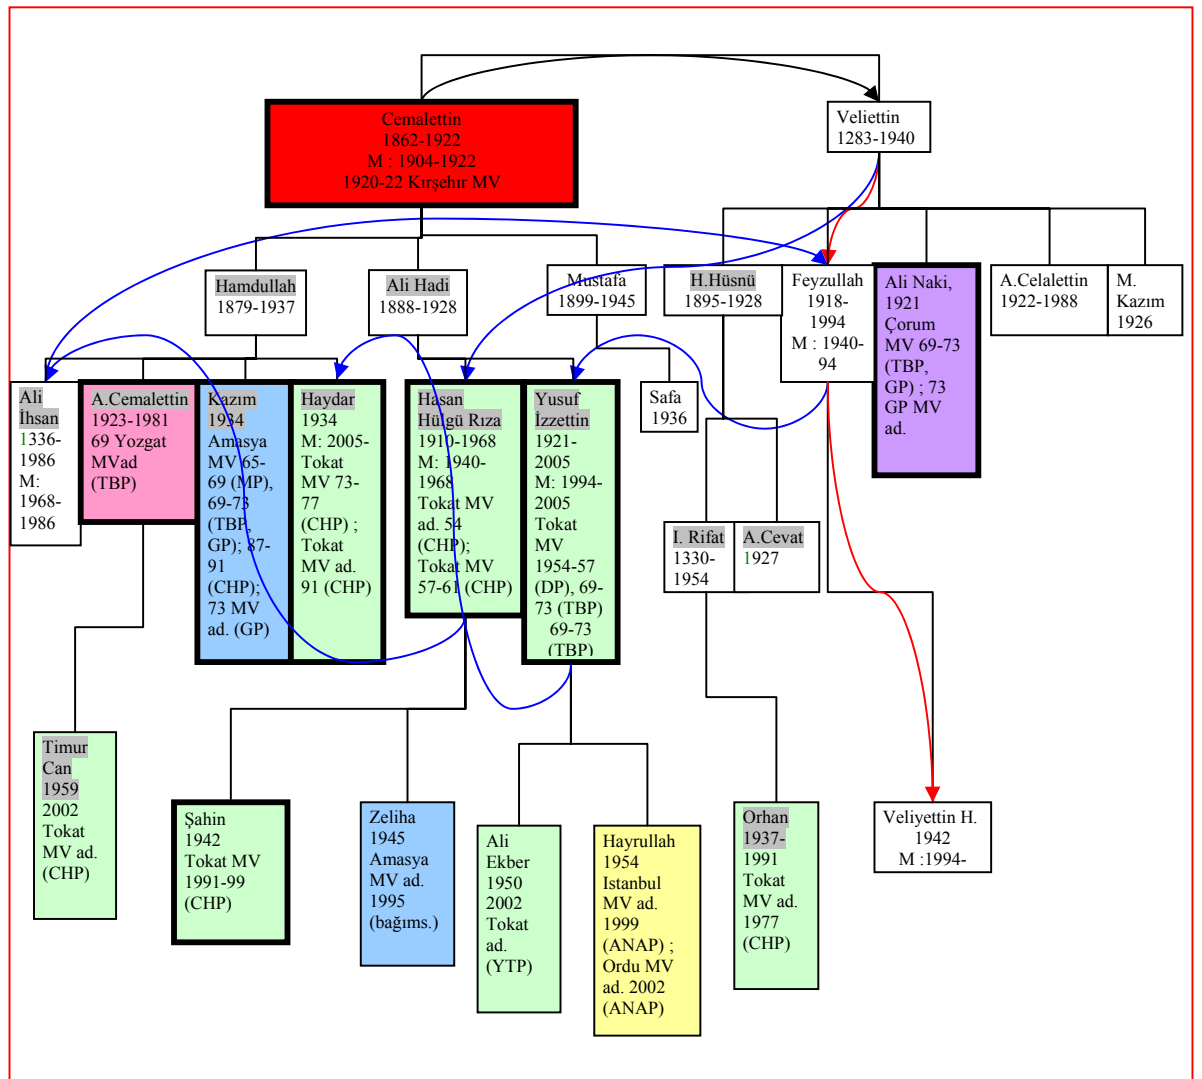 Cemalettin
1862-1922
M : 1904-1922
1920-22 Kırşehir MV
Veliettin
1283-1940
Hamdullah
1879-1937
Ali Hadi
1888-1928
Mustafa
1899-1945
H.Hüsnü
1895-1928
Feyzullah
1918-
1994
M : 1940-
94
Ali Naki,
1921
Çorum
MV 69-73
(TBP,
GP) ; 73
GP MV
ad.
A.Celalettin
1922-1988
M.
Kazım
1926
Ali
İhsan
1336-
1986
M:
1968-
1986
A.Cemalettin
1923-1981
69 Yozgat
MVad
(TBP)
Kazım
1934
Amasya
MV 65-
69 (MP),
69-73
(TBP,
GP); 87-
91
(CHP);
73 MV
ad. (GP)
Haydar
1934
M: 2005-
Tokat
MV 73-
77
(CHP) ;
Tokat
MV ad.
91 (CHP)
Hasan
Hülgü Rıza
1910-1968
M: 1940-
1968
Tokat MV
ad. 54
(CHP);
Tokat MV
57-61 (CHP)
Yusuf
İzzettin
1921-
2005
M: 1994-
2005
Tokat
MV
1954-57
(DP), 69-
73 (TBP)
69-73
(TBP)
Safa
1936
I. Rifat
1330-
1954
A.Cevat
1927
Timur
Can
1959
2002
Tokat
MV ad.
(CHP)
Şahin
1942
Tokat MV
1991-99
(CHP)
Zeliha
1945
Amasya
MV ad.
1995
(bağıms.)
Ali
Ekber
1950
2002
Tokat
ad.
(YTP)
Hayrullah
1954
Istanbul
MV ad.
1999
(ANAP) ;
Ordu MV
ad. 2002
(ANAP)
Orhan
1937-
1991
Tokat
MV ad.
1977
(CHP)
Veliyettin H.
1942
M :1994-